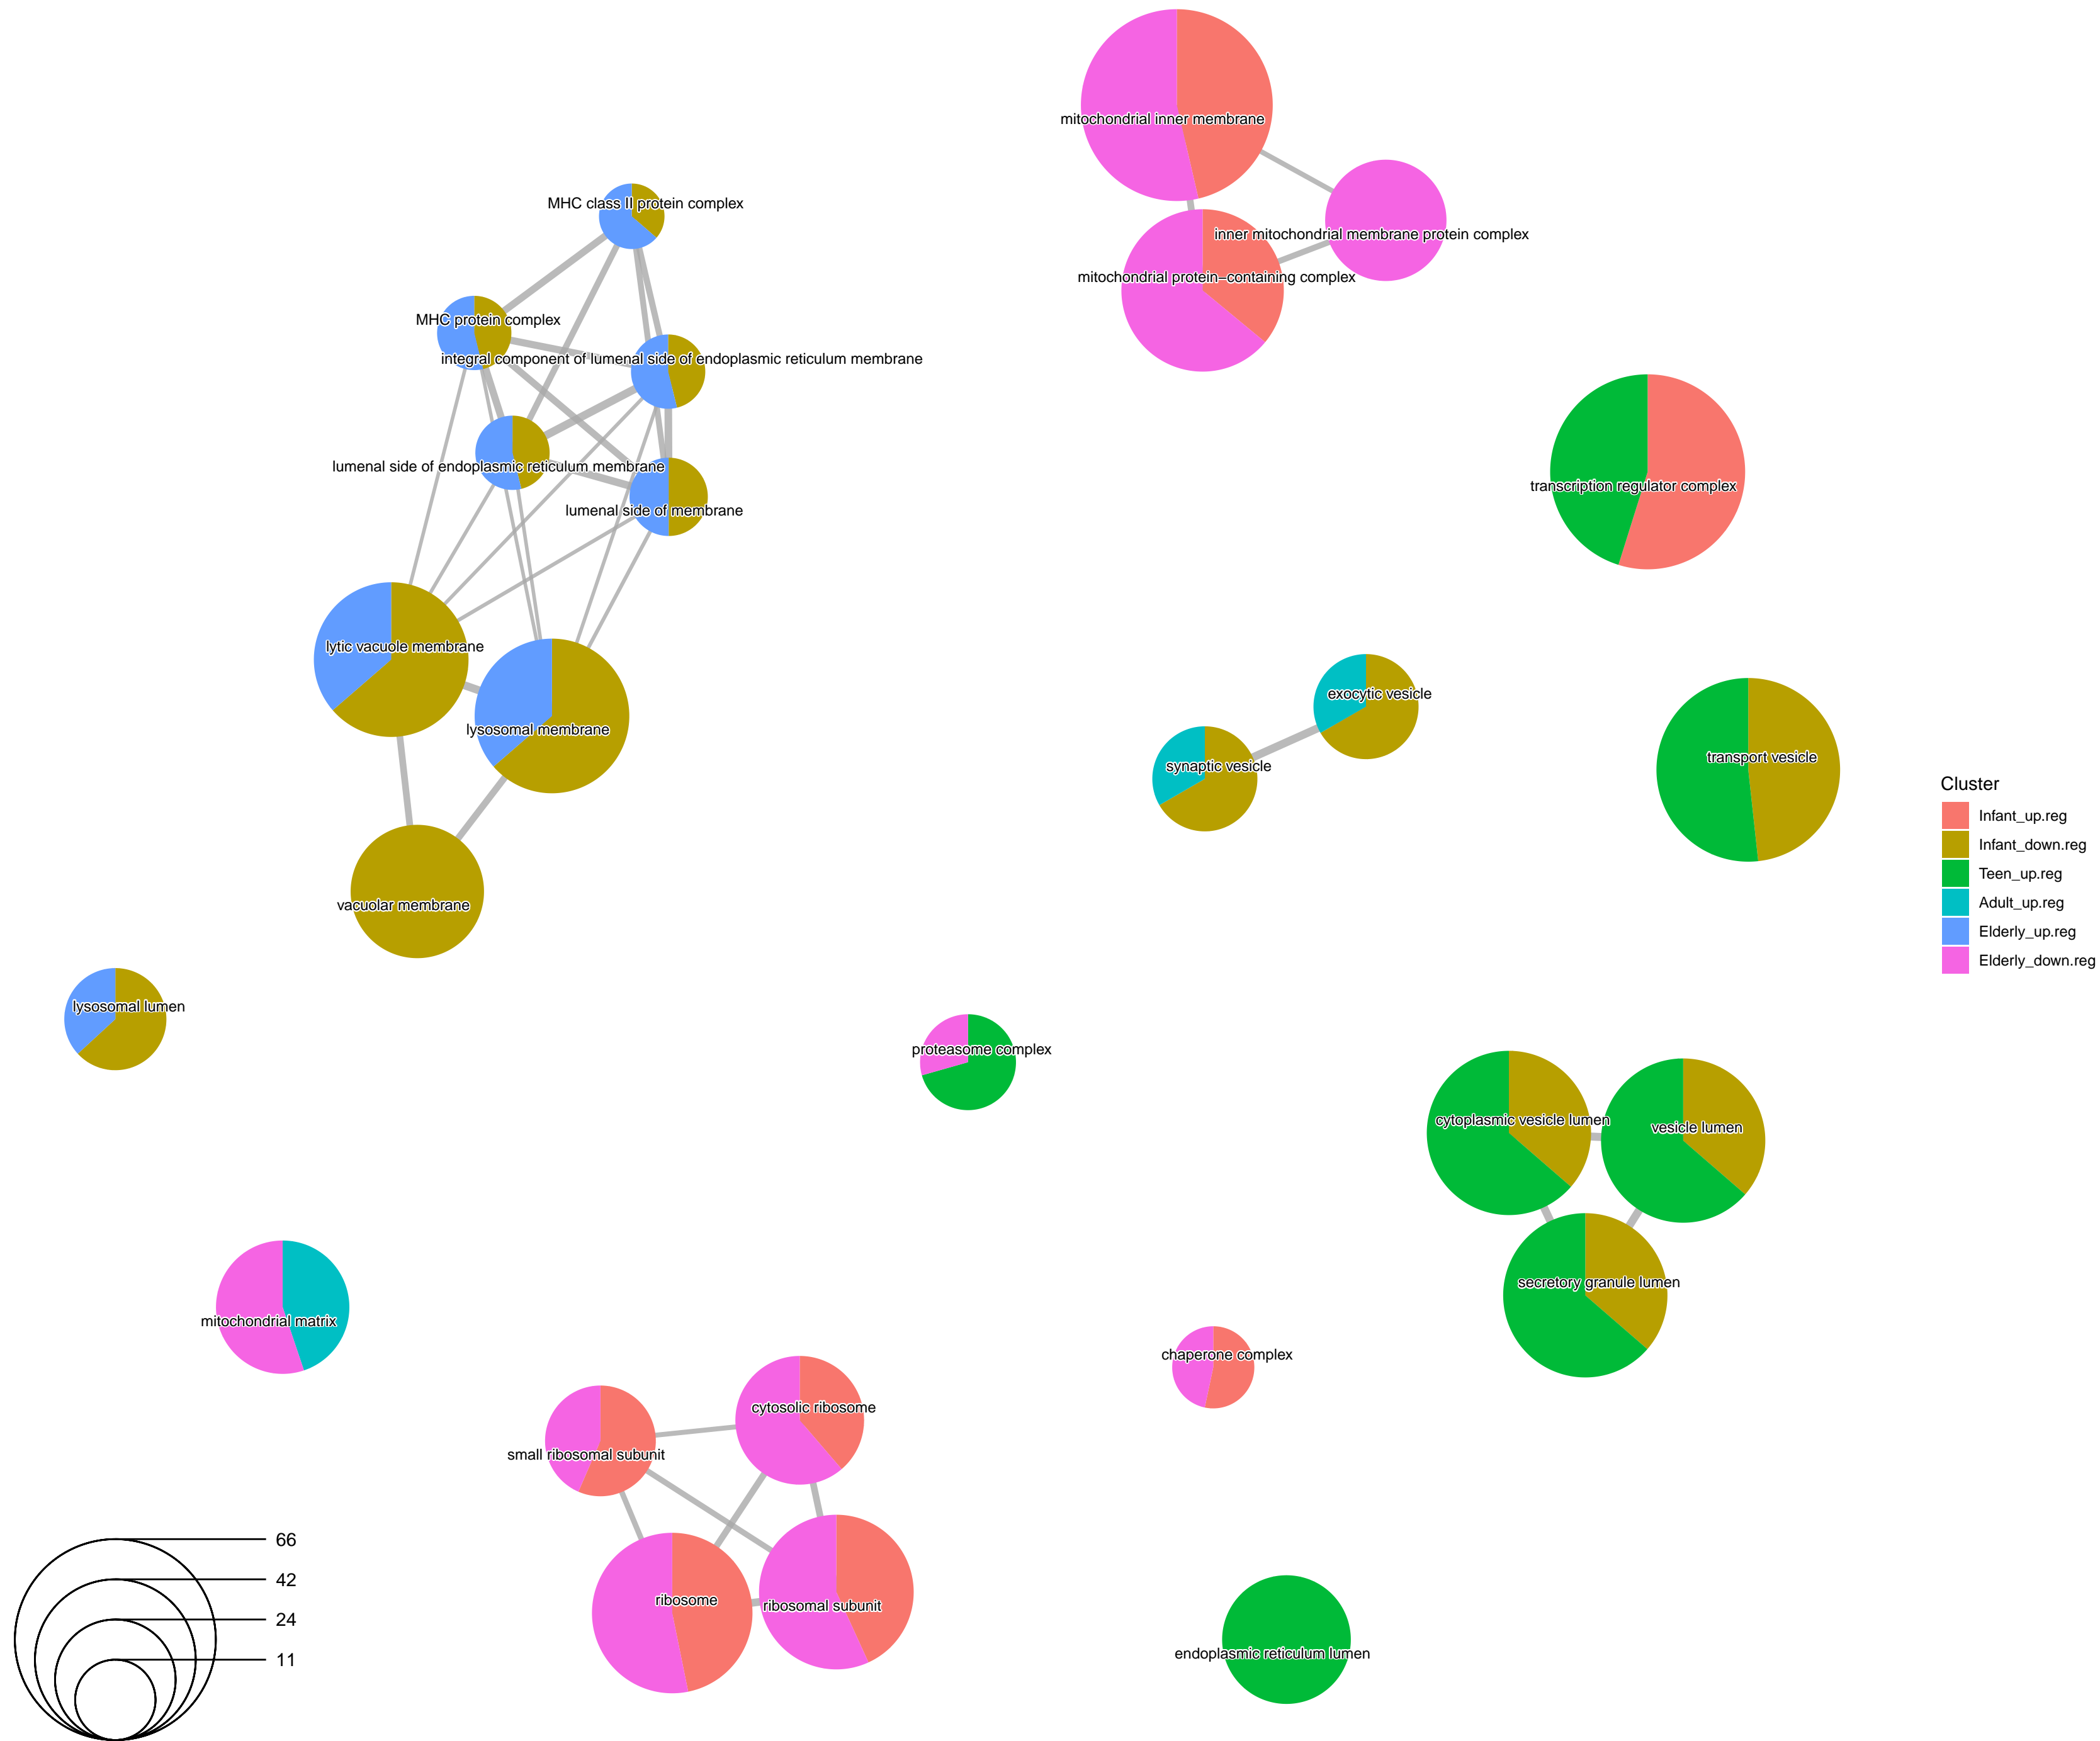 mitochondrial inner membrane
MHC class II protein complex
inner mitochondrial membrane protein complex
mitochondrial protein–containing complex
MHC protein complex
integral component of lumenal side of endoplasmic reticulum membrane
lumenal side of endoplasmic reticulum membrane
transcription regulator complex
lumenal side of membrane
lytic vacuole membrane
exocytic vesicle
lysosomal membrane
synaptic vesicle
transport vesicle
Cluster
Infant_up.reg
Infant_down.reg
Teen_up.reg
Adult_up.reg
Elderly_up.reg
Elderly_down.reg
vacuolar membrane
lysosomal lumen
proteasome complex
cytoplasmic vesicle lumen
vesicle lumen
secretory granule lumen
mitochondrial matrix
chaperone complex
cytosolic ribosome
small ribosomal subunit
ribosome
ribosomal subunit
endoplasmic reticulum lumen
66
42
24
11